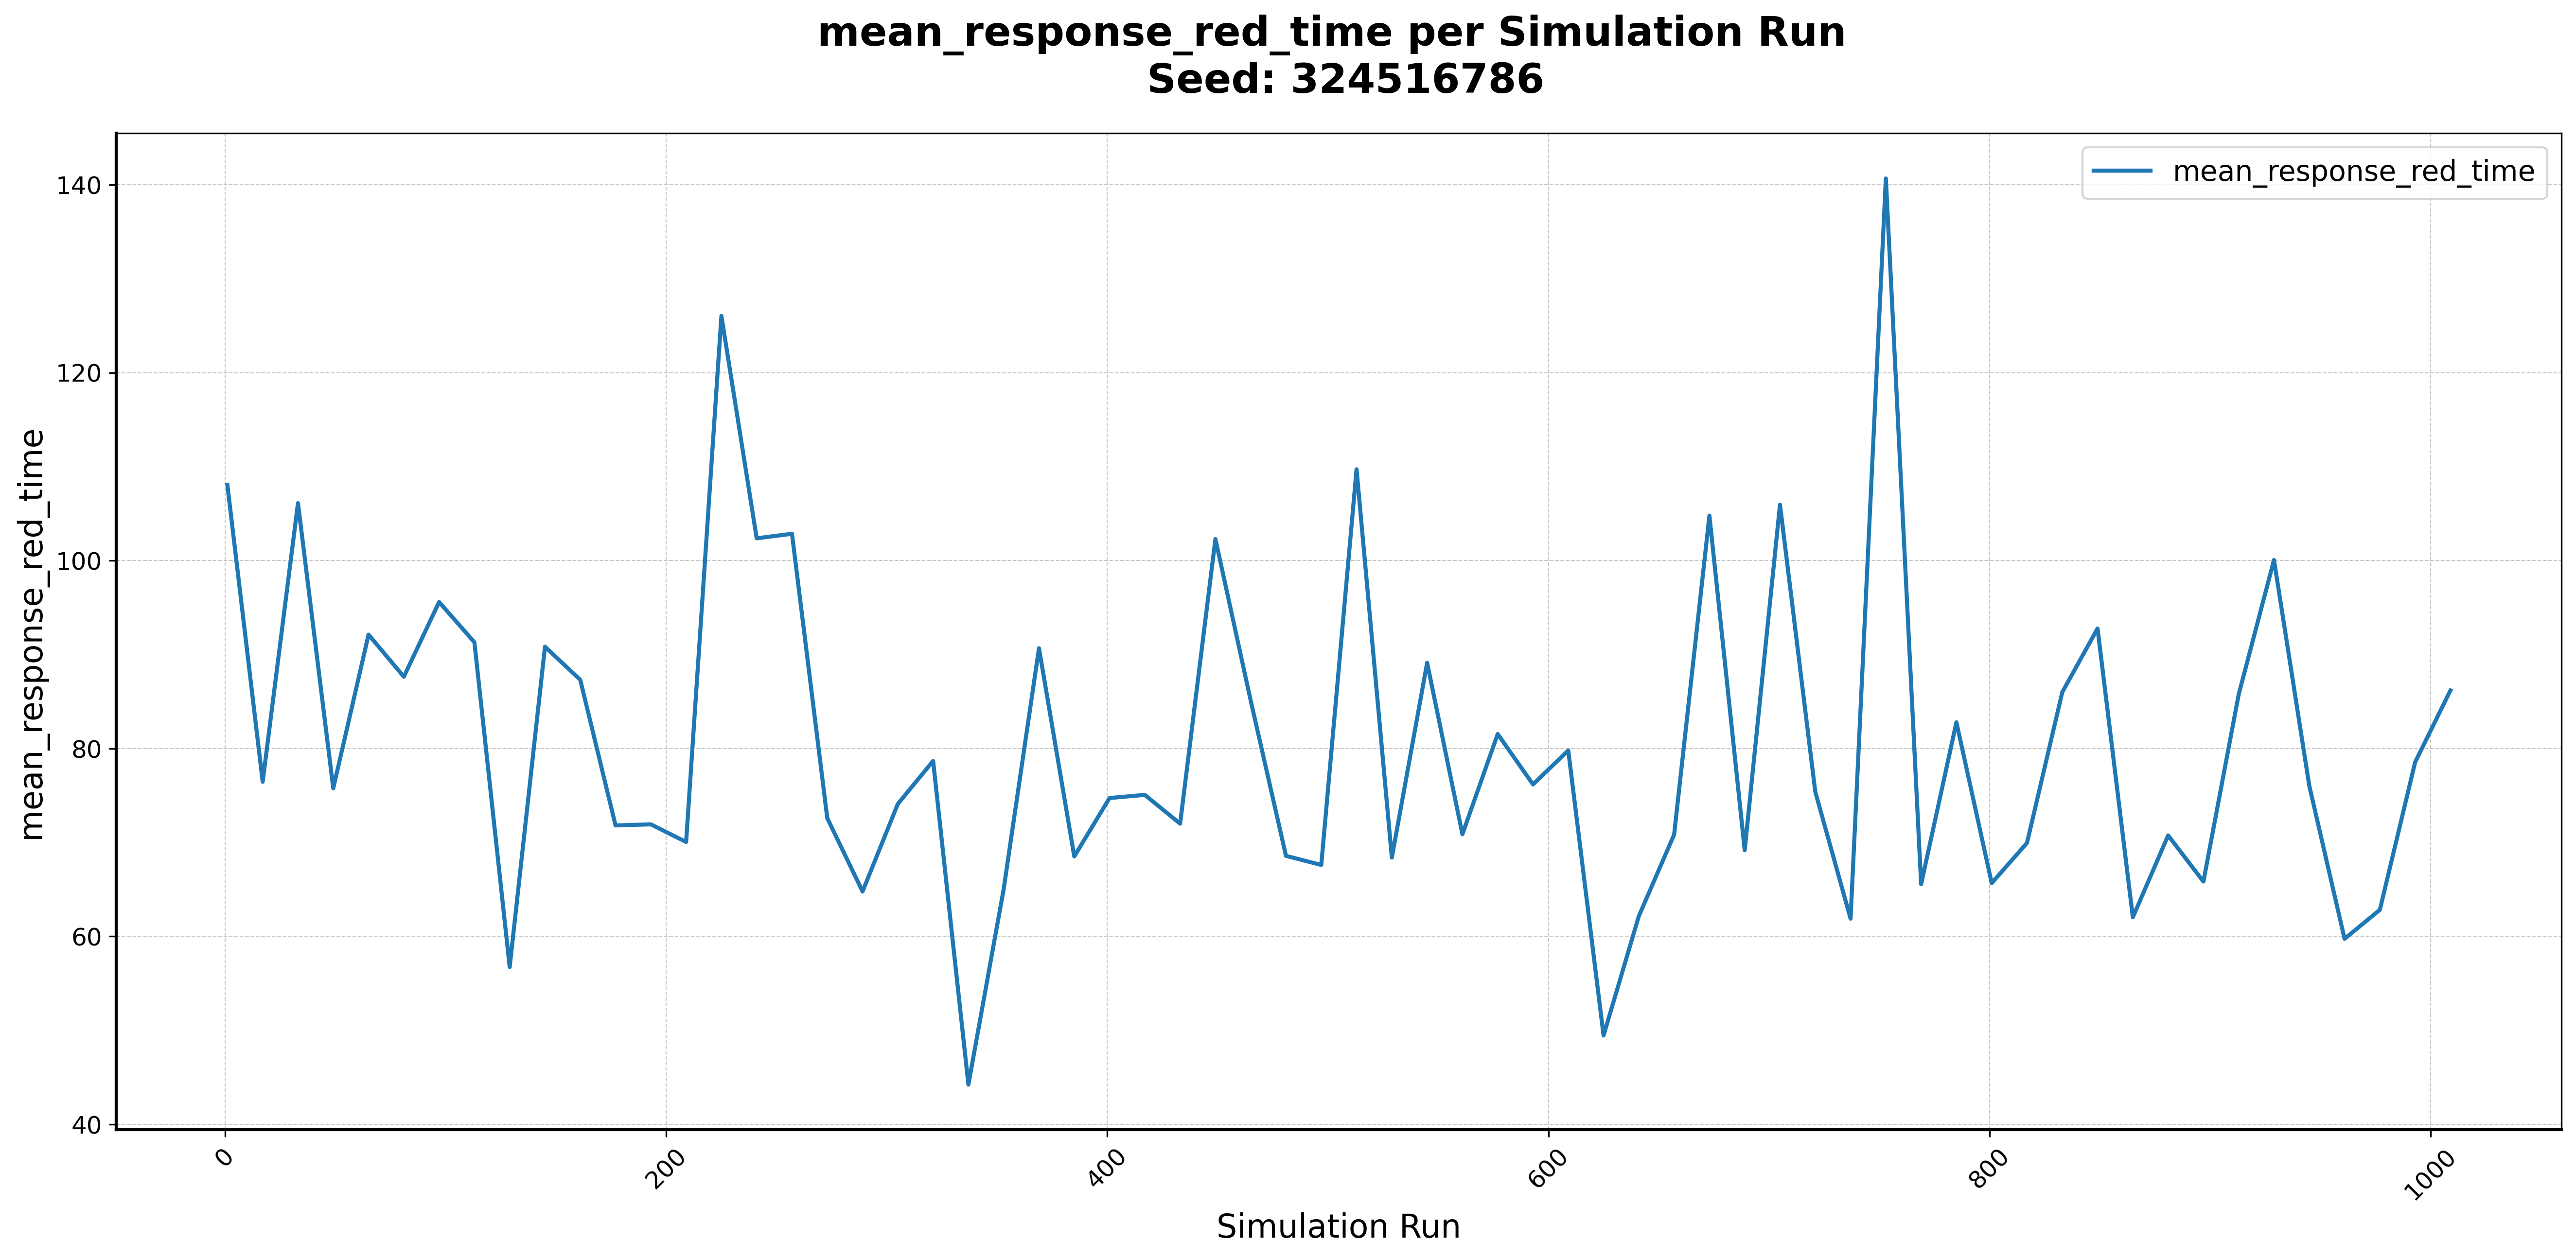 mean_response_red_time per Simulation Run
Seed: 324516786
mean_response_red_time
140
120
100
80
60
40
mean_response_red_time
0
200
400
600
800
1000
Simulation Run